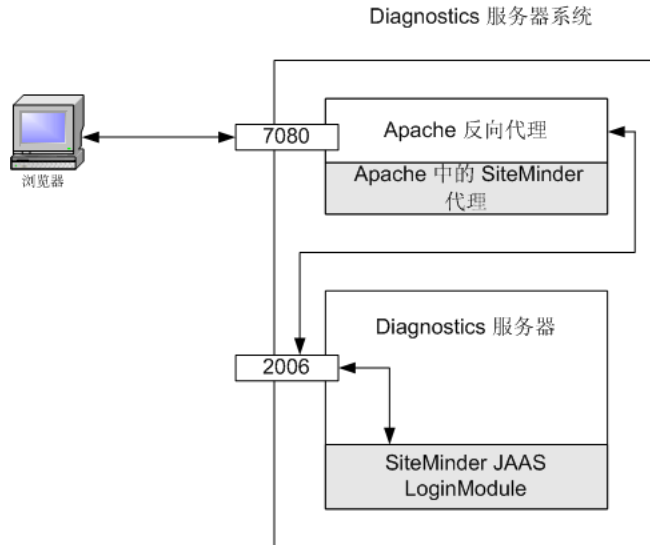 Diagnostics 服务器系统
7080
Apache 反向代理
Apache 中的 SiteMinder
代理
浏览器
Diagnostics 服务器
2006
SiteMinder JAAS
LoginModule